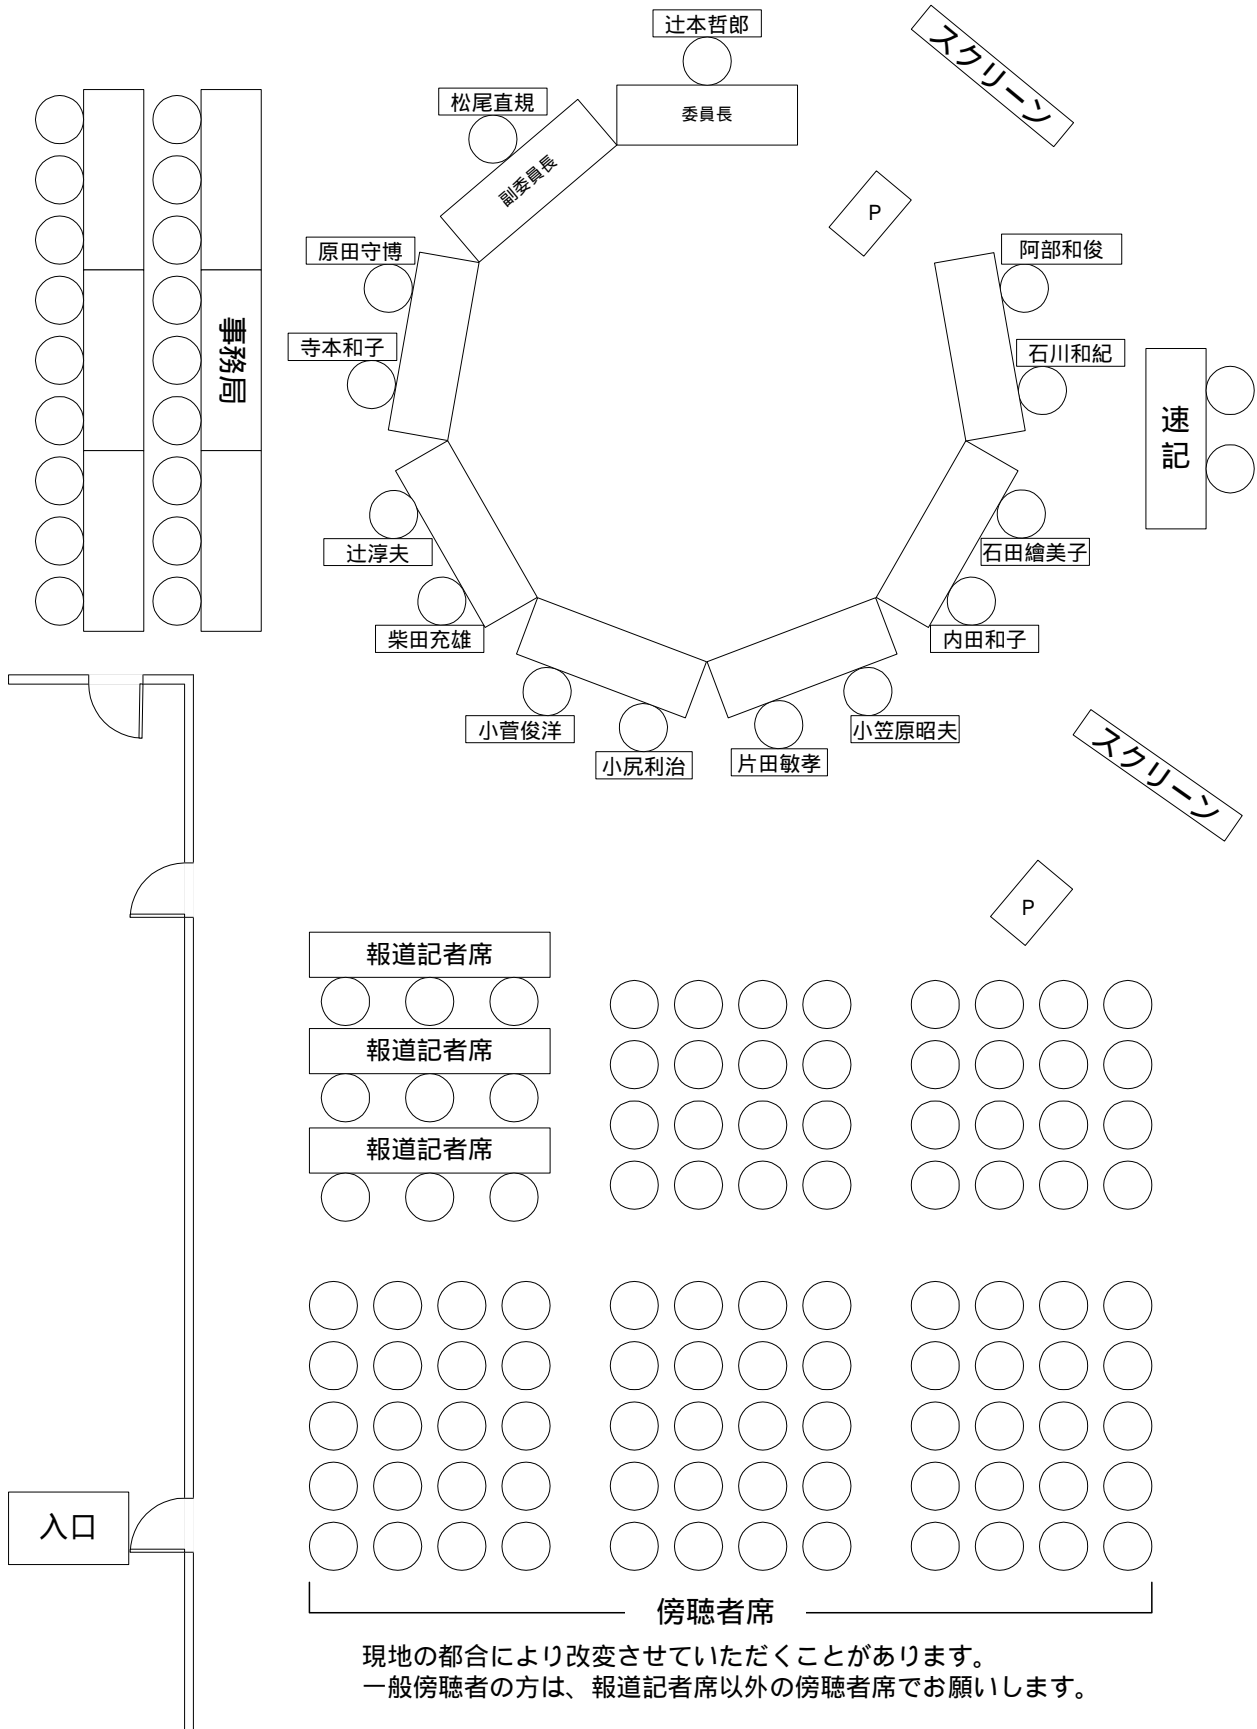 辻本哲郎
スクリーン
松尾直規
委員長
副委員長
P
原田守博
阿部和俊
事務局
寺本和子
石川和紀
速記
辻淳夫
石田繪美子
柴田充雄
内田和子
小菅俊洋
小笠原昭夫
小尻利治
片田敏孝
スクリーン
P
報道記者席
報道記者席
報道記者席
入口
傍聴者席
現地の都合により改変させていただくことがあります。
一般傍聴者の方は、報道記者席以外の傍聴者席でお願いします。